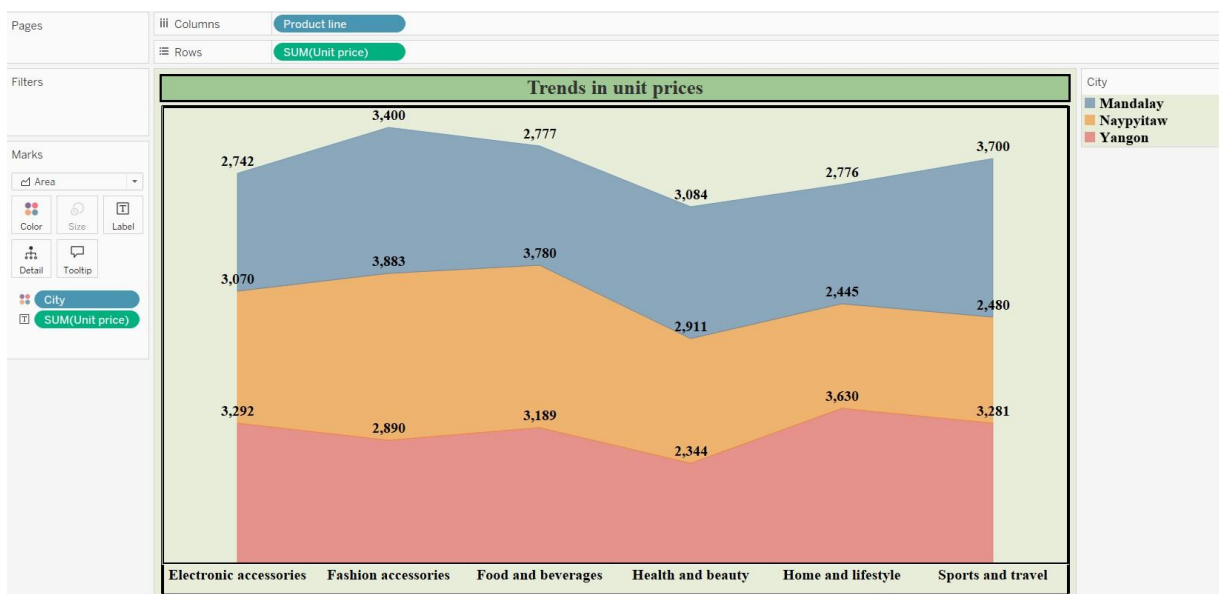 Pages
Columns
Product line
Rows
SUM(Unit price)
Filters
Marks
Area
Color
Size
Label
Detail
Tooltip
City
SUM(Unit price)
Trends in unit prices
2,742
3,400
2,777
3,084
2,776
3,700
3,070
3,883
3,780
2,911
2,445
2,480
3,292
2,890
3,189
2,344
3,630
3,281
Electronic accessories Fashion accessories Food and beverages Health and beauty Home and lifestyle Sports and travel
City
Mandalay
Naypyitaw
Yangon